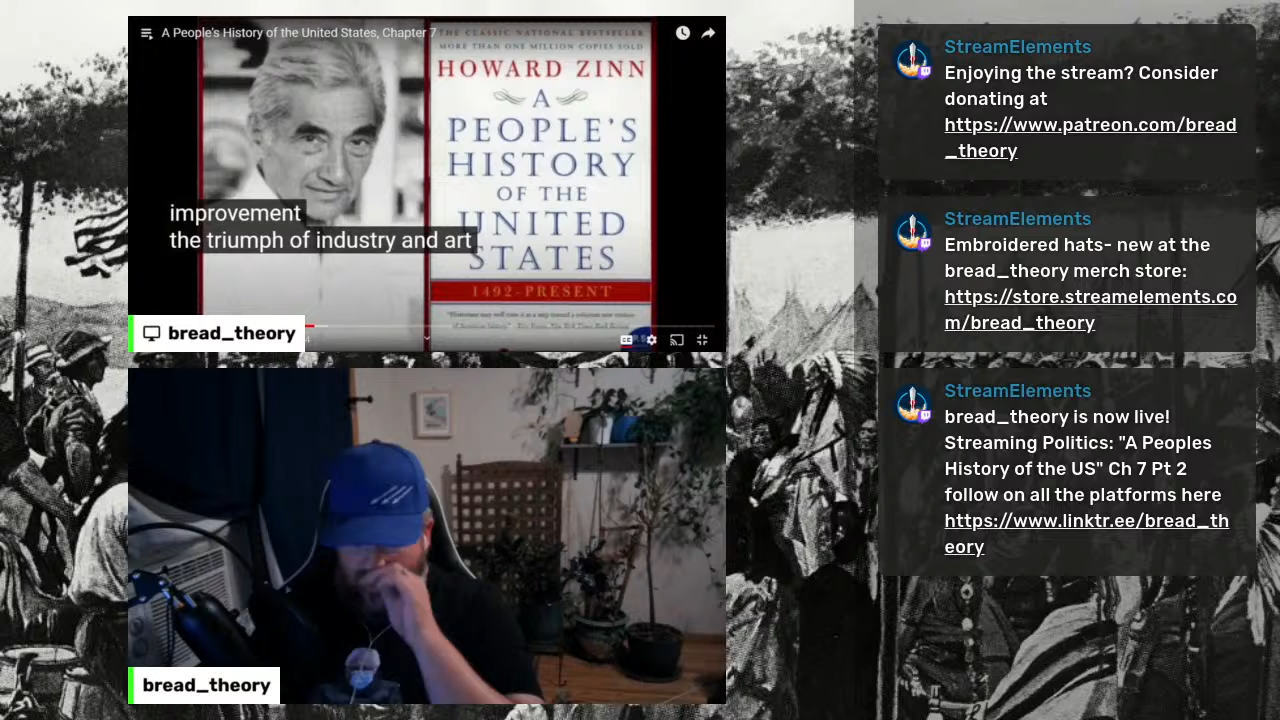 A People's History of the United States, Chapter 7
THE CLASSIC NATIONAL BESTSELLER
MORE THAN ONE MILLION COPIES SOLD
HOWARD ZINN
A
PEOPLE'S
HISTORY
OF THE
UNITED
STATES
1492-PRESENT
improvement
the triumph of industry and art
bread_theory
bread_theory
StreamElements
Enjoying the stream? Consider
donating at
https://www.patreon.com/bread
_theory
StreamElements
Embroidered hats- new at the
bread_theory merch store:
https://store.streamelements.co
m/bread_theory
StreamElements
bread_theory is now live!
Streaming Politics: "A Peoples
History of the US" Ch 7 Pt 2
follow on all the platforms here
https://www.linktr.ee/bread_th
eory